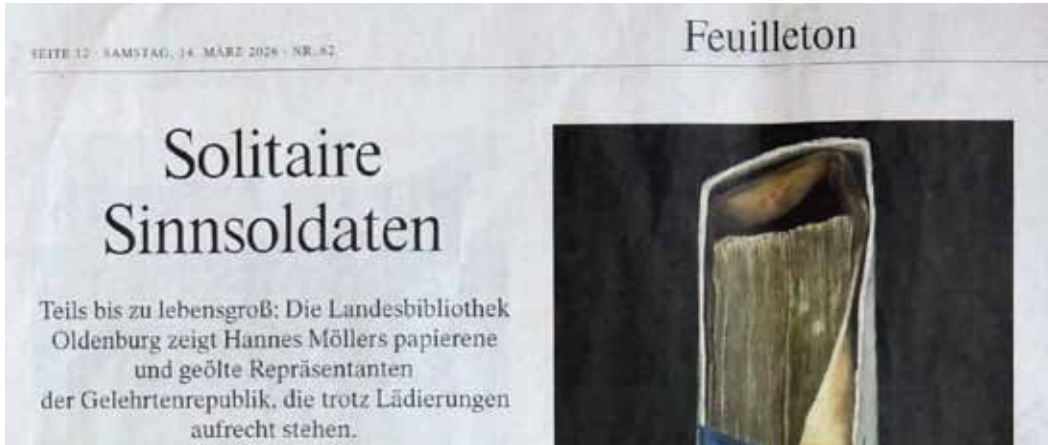 SEITE 12 · SAMSTAG, 14. MÄRZ 2026 · NR. 62
Feuilleton
Solitaire
Sinnsoldaten
Teils bis zu lebensgroß: Die Landesbibliothek
Oldenburg zeigt Hannes Möllers papierene
und geölte Repräsentanten
der Gelehrtenrepublik, die trotz Lädierungen
aufrecht stehen.